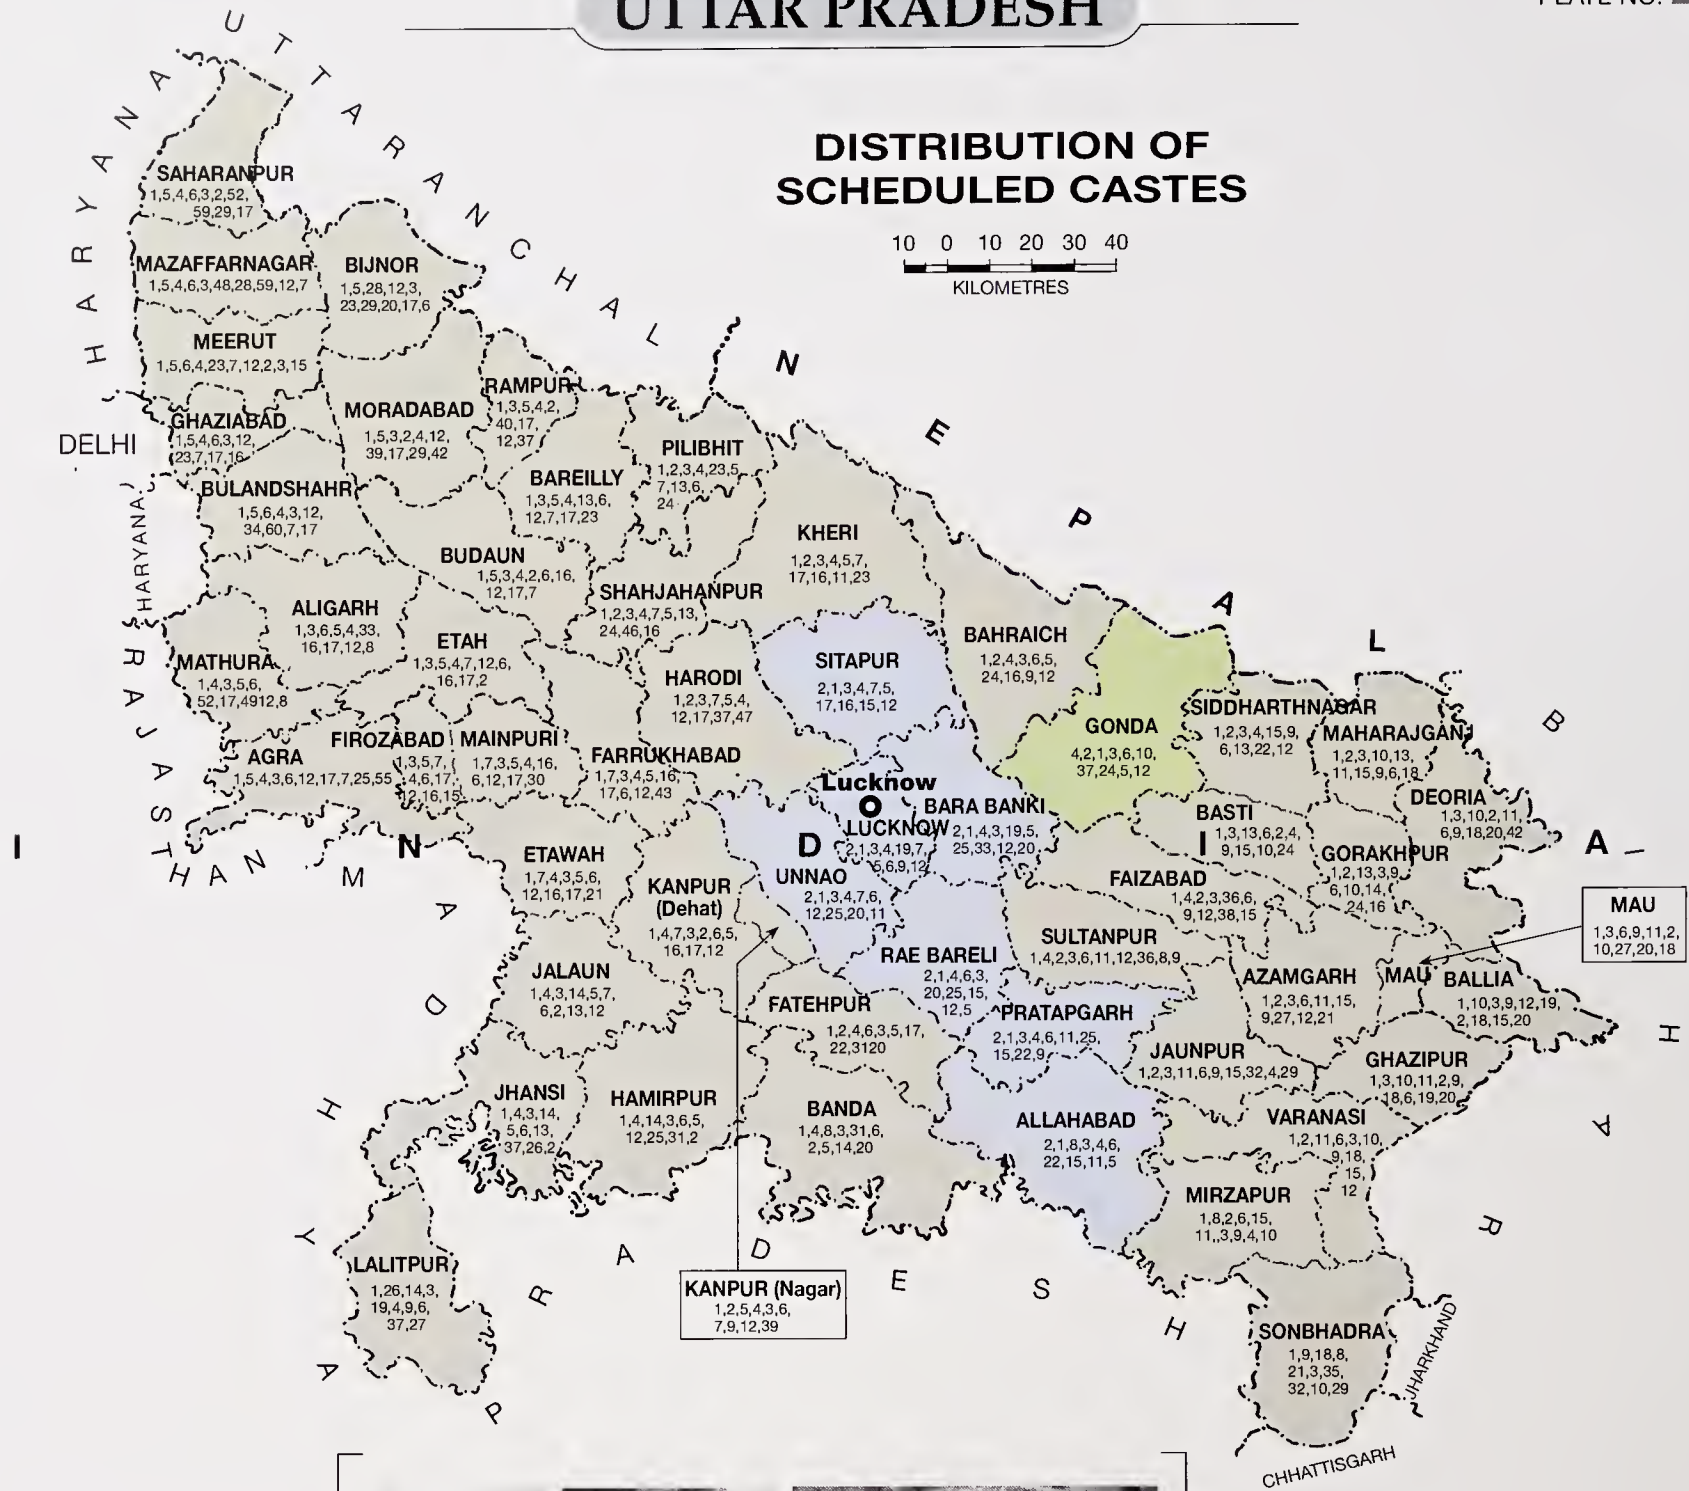 UTTAR PRADESH
PLATE NO.
DISTRIBUTION OF
SCHEDULED CASTES
10 0 10 20 30 40
KILOMETRES
UTTARANCHAL
HARYANA
SAHARANPUR
1,5,4,6,3,2,52,
59,29,17
MAZAFFARNAGAR
1,5,4,6,3,48,28,59,12,7
BIJNOR
1,5,28,12,3,
23,29,20,17,6
MEERUT
1,5,6,4,23,7,12,2,3,15
RAMPUR
1,3,5,4,2,
40,17,
12,37
MORADABAD
1,5,3,2,4,12,
39,17,29,42
GHAZIABAD
1,5,4,6,3,12,
23,7,17,16
DELHI
PILIBHIT
1,2,3,4,23,5,
7,13,6,
24
BAREILLY
1,3,5,4,13,6,
12,7,17,23
BULANDSHAHR
1,5,6,4,3,12,
34,60,7,17
HARYANA
KHERI
1,2,3,4,5,7,
17,16,11,23
BUDAUN
1,5,3,4,2,6,16,
12,17,7
SHAHJAHANPUR
1,2,3,4,7,5,13,
24,46,16
ALIGARH
1,3,6,5,4,33,
16,17,12,8
ETAH
1,3,5,4,7,12,6,
16,17,2
NEPAL
BAHRAICH
1,2,4,3,6,5,
24,16,9,12
MATHURA
1,4,3,5,6,
52,17,4912,8
HARODI
1,2,3,7,5,4,
12,17,37,47
SITAPUR
2,1,3,4,7,5,
17,16,15,12
RAJASTHAN
GONDA
4,2,1,3,6,10,
37,24,5,12
SIDDHARTHNAGAR
1,2,3,4,15,9,
6,13,22,12
MAHARAJGANJ
1,2,3,10,13,
11,15,9,6,18
AGRA
1,5,4,3,6,12,17,7,25,55
FIROZABAD
1,3,5,7,
4,6,17,
12,16,15
MAINPURI
1,7,3,5,4,16,
6,12,17,30
FARRUKHABAD
1,7,3,4,5,16,
17,6,12,43
Lucknow
LUCKNOW
2,1,3,4,19,7,
5,6,9,12
BARA BANKI
2,1,4,3,19,5,
25,33,12,20
DEORIA
1,3,10,2,11,
6,9,18,20,42
BASTI
1,3,13,6,2,4,
9,15,10,24
GORAKHPUR
1,2,13,3,9
6,10,14,
24,16
INDIA
BIHAR
ETAWAH
1,7,4,3,5,6,
12,16,17,21
KANPUR
(Dehat)
1,4,7,3,2,6,5,
16,17,12
UNNAO
2,1,3,4,7,6,
12,25,20,11
FAIZABAD
1,4,2,3,36,6,
9,12,38,15
MAU
1,3,6,9,11,2,
10,27,20,18
SULTANPUR
1,4,2,3,6,11,12,36,8,9
RAE BARELI
2,1,4,6,3,
20,25,15,
12,5
JALAUN
1,4,3,14,5,7,
6,2,13,12
AZAMGARH
1,2,3,6,11,15,
9,27,12,21
MAU
BALLIA
1,10,3,9,12,19,
2,18,15,20
FATEHPUR
1,2,4,6,3,5,17,
22,3120
PRATAPGARH
2,1,3,4,6,11,25,
15,22,9
JAUNPUR
1,2,3,11,6,9,15,32,4,29
GHAZIPUR
1,3,10,11,2,9,
18,6,19,20
JHANSI
1,4,3,14,
5,6,13,
37,26,2
HAMIRPUR
1,4,14,3,6,5,
12,25,31,2
BANDA
1,4,8,3,31,6,
2,5,14,20
ALLAHABAD
2,1,8,3,4,6,
22,15,11,5
VARANASI
1,2,11,6,3,10,
9,18,
15,
12
MIRZAPUR
1,8,2,6,15,
11,,3,9,4,10
LALITPUR
1,26,14,3,
19,4,9,6,
37,27
KANPUR (Nagar)
1,2,5,4,3,6,
7,9,12,39
MADHYA PRADESH
SONBHADRA
1,9,18,8,
21,3,35,
32,10,29
JHARKHAND
CHHATTISGARH